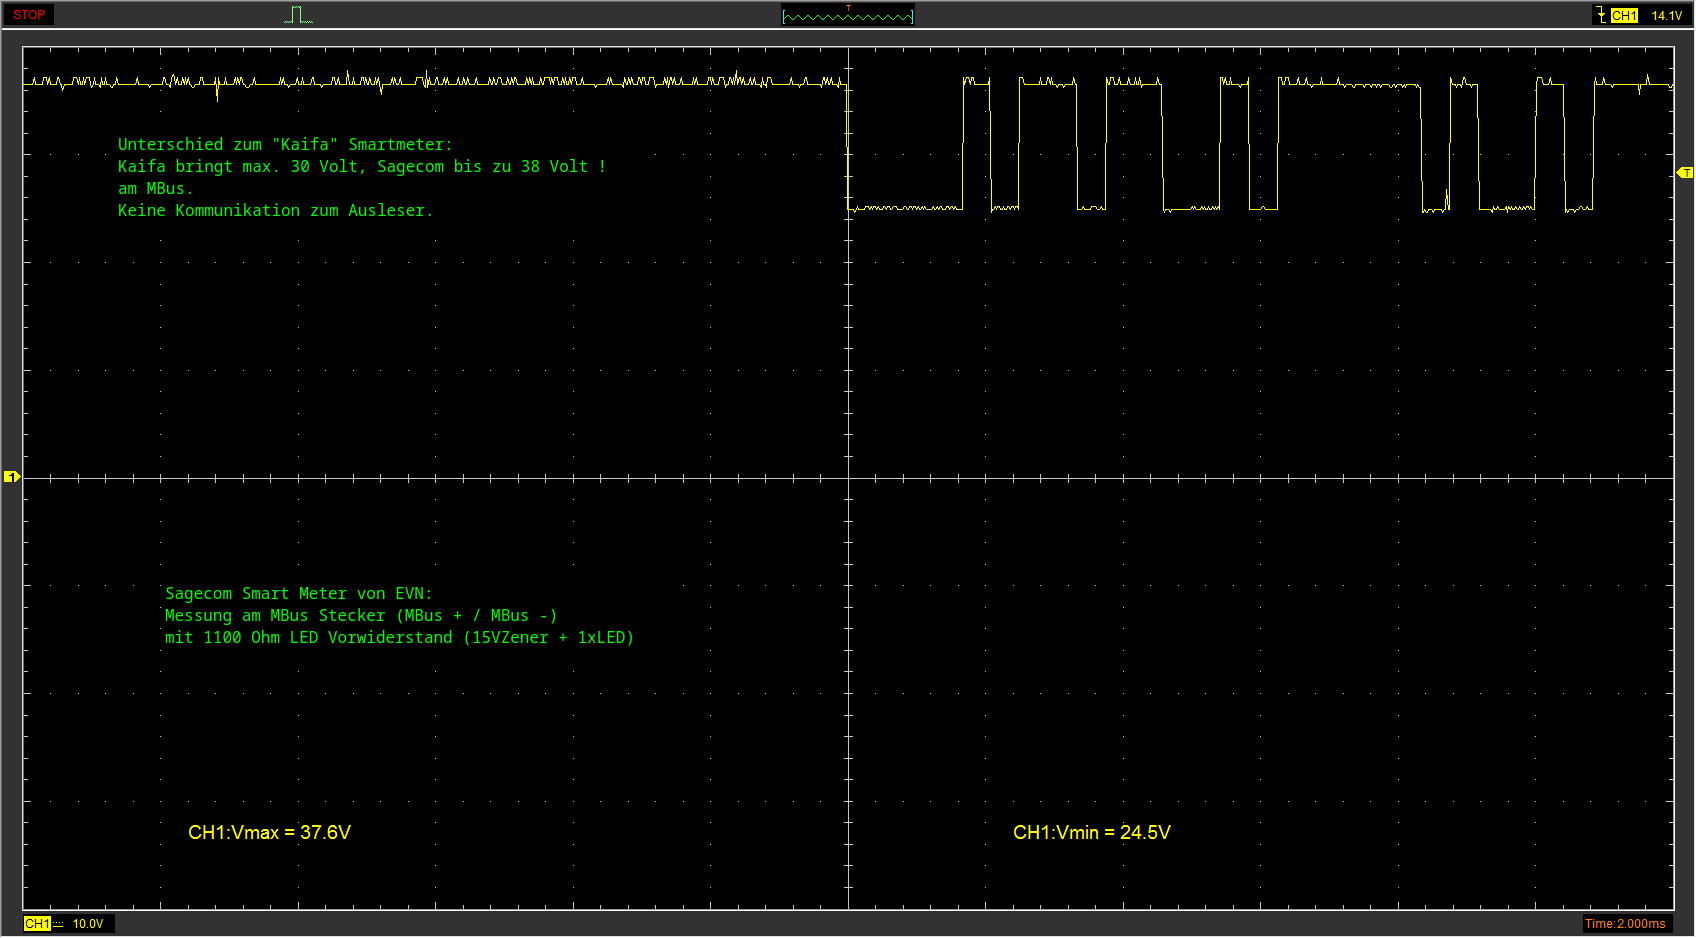 STOP
T
CH1 14.1V
Unterschied zum "Kaifa" Smartmeter:
Kaifa bringt max. 30 Volt, Sagecom bis zu 38 Volt !
am MBus.
Keine Kommunikation zum Ausleser.
T
1
Sagecom Smart Meter von EVN:
Messung am MBus Stecker (MBus + / MBus -)
mit 1100 Ohm LED Vorwiderstand (15VZener + 1xLED)
CH1:Vmax = 37.6V
CH1:Vmin = 24.5V
CH1 10.0V
Time:2.000ms